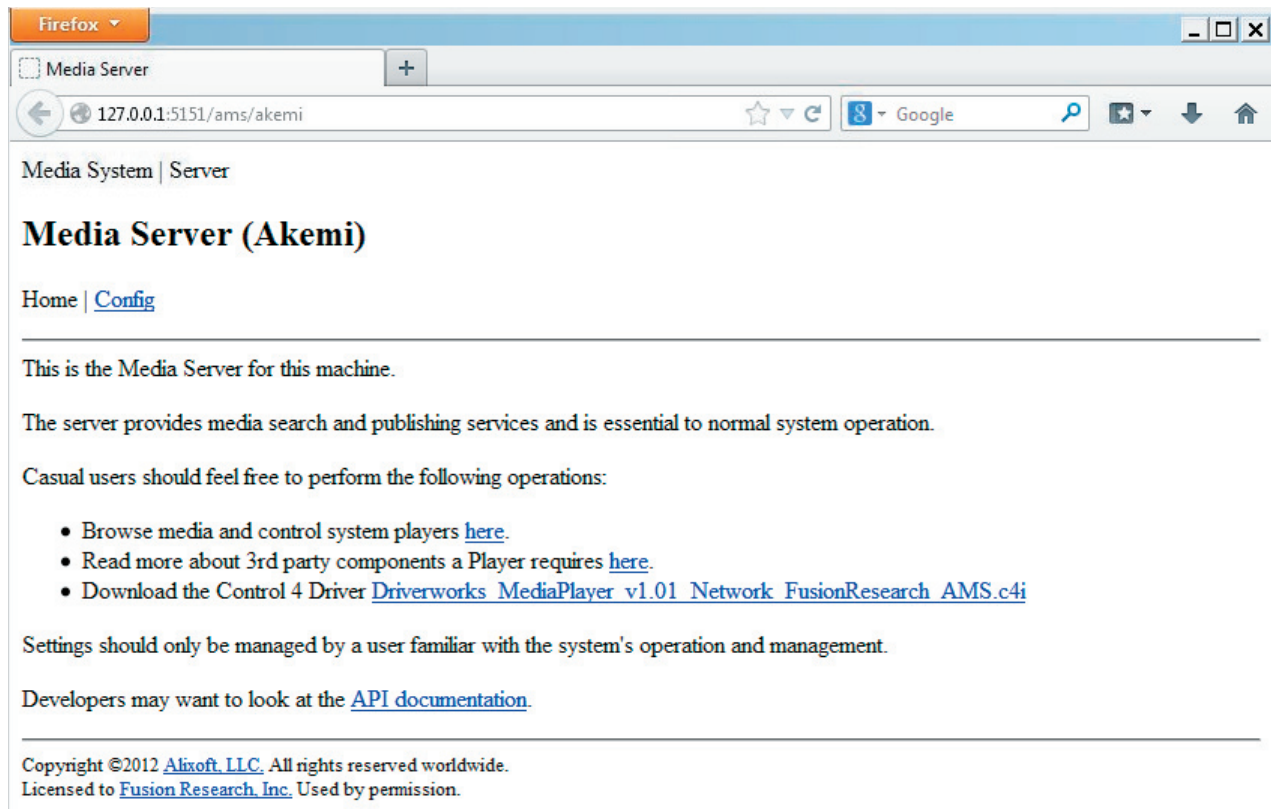 Firefox
Media Server
127.0.0.1:5151/ams/akemi
8 Google
Media System | Server
Media Server (Akemi)
Home | Config
This is the Media Server for this machine.
The server provides media search and publishing services and is essential to normal system operation.
Casual users should feel free to perform the following operations:
• Browse media and control system players here.
• Read more about 3rd party components a Player requires here.
• Download the Control 4 Driver Driverworks_MediaPlayer_v1.01_Network_FusionResearch_AMS.c4i
Settings should only be managed by a user familiar with the system's operation and management.
Developers may want to look at the API documentation.
Copyright ©2012 Alixoft, LLC. All rights reserved worldwide.
Licensed to Fusion Research, Inc. Used by permission.